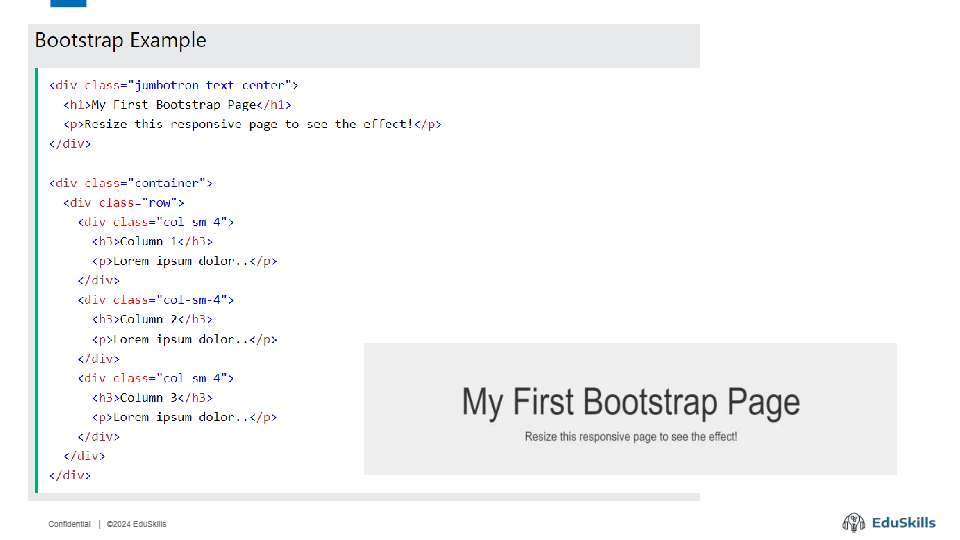 Bootstrap Example
<div class="jumbotron text center">
<h1>My First Bootstrap Page</h1>
<p>Resize this responsive page to see the effect!</p>
</div>
<div class="container">
<div class="row">
<div class="col sm 4">
<h3>Column 1</h3>
<p>Lorem ipsum dolor..</p>
</div>
<div class="col-sm-4">
<h3>Column 2</h3>
<p>Lorem ipsum dolor..</p>
</div>
<div class="col sm 4">
<h3>Column 3</h3>
<p>Lorem ipsum dolor..</p>
</div>
</div>
</div>
My First Bootstrap Page
Resize this responsive page to see the effect!
Confidential | ©2024 EduSkills
EduSkills